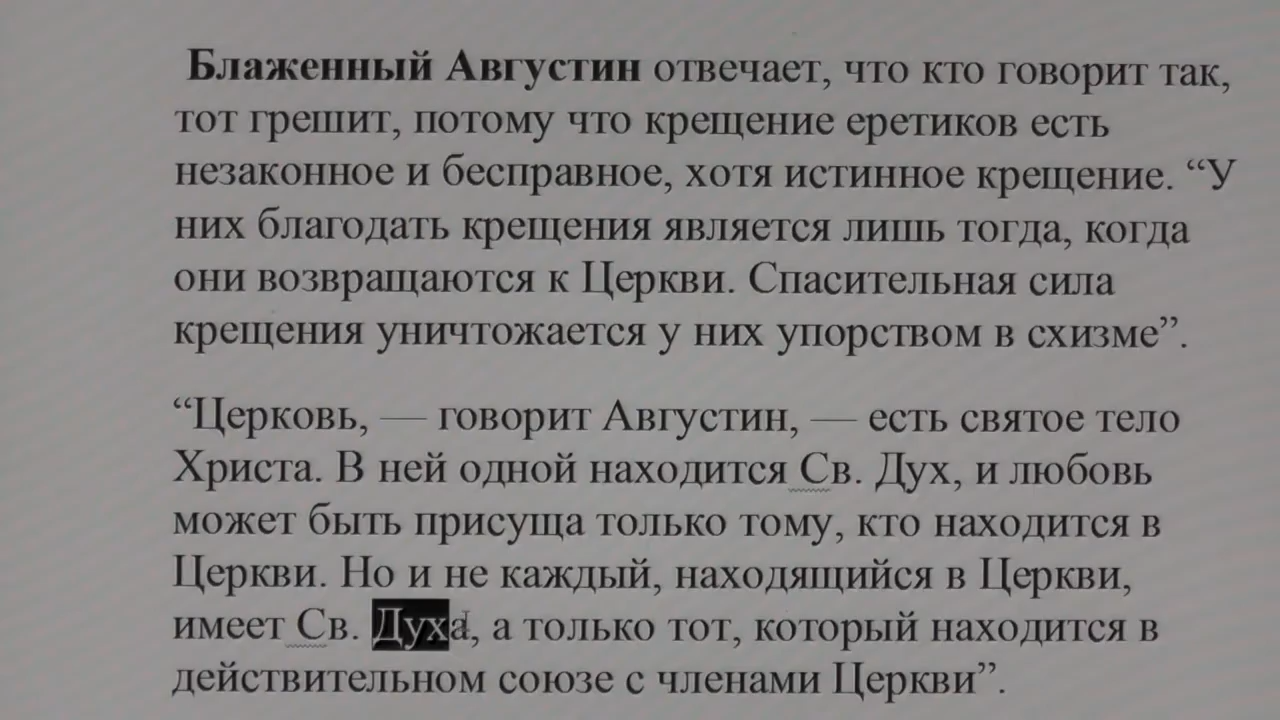 Блаженный Августин отвечает, что кто говорит так,
тот грешит, потому что крещение еретиков есть
незаконное и бесправное, хотя истинное крещение. “У
них благодать крещения является лишь тогда, когда
они возвращаются к Церкви. Спасительная сила
крещения уничтожается у них упорством в схизме”.
“Церковь, — говорит Августин, — есть святое тело
Христа. В ней одной находится Св. Дух, и любовь
может быть присуща только тому, кто находится в
Церкви. Но и не каждый, находящийся в Церкви,
имеет Св. Духа, а только тот, который находится в
действительном союзе с членами Церкви”.